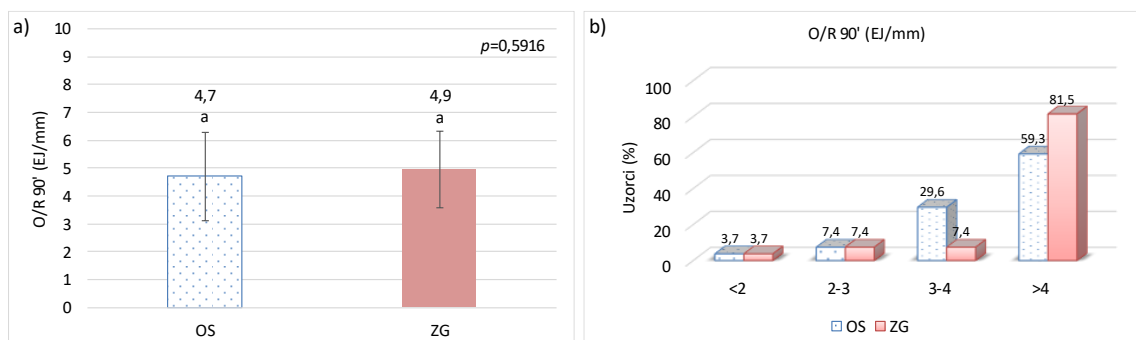 a)
O/R 90' (EJ/mm)
10
9
8
7
6
5
4
3
2
1
0
p=0,5916
4,7
a
4,9
a
OS
ZG
b)
O/R 90' (EJ/mm)
Uzorci (%)
100
80
60
40
20
0
3,7
3,7
7,4
7,4
29,6
7,4
59,3
81,5
<2
2-3
3-4
>4
OS
ZG